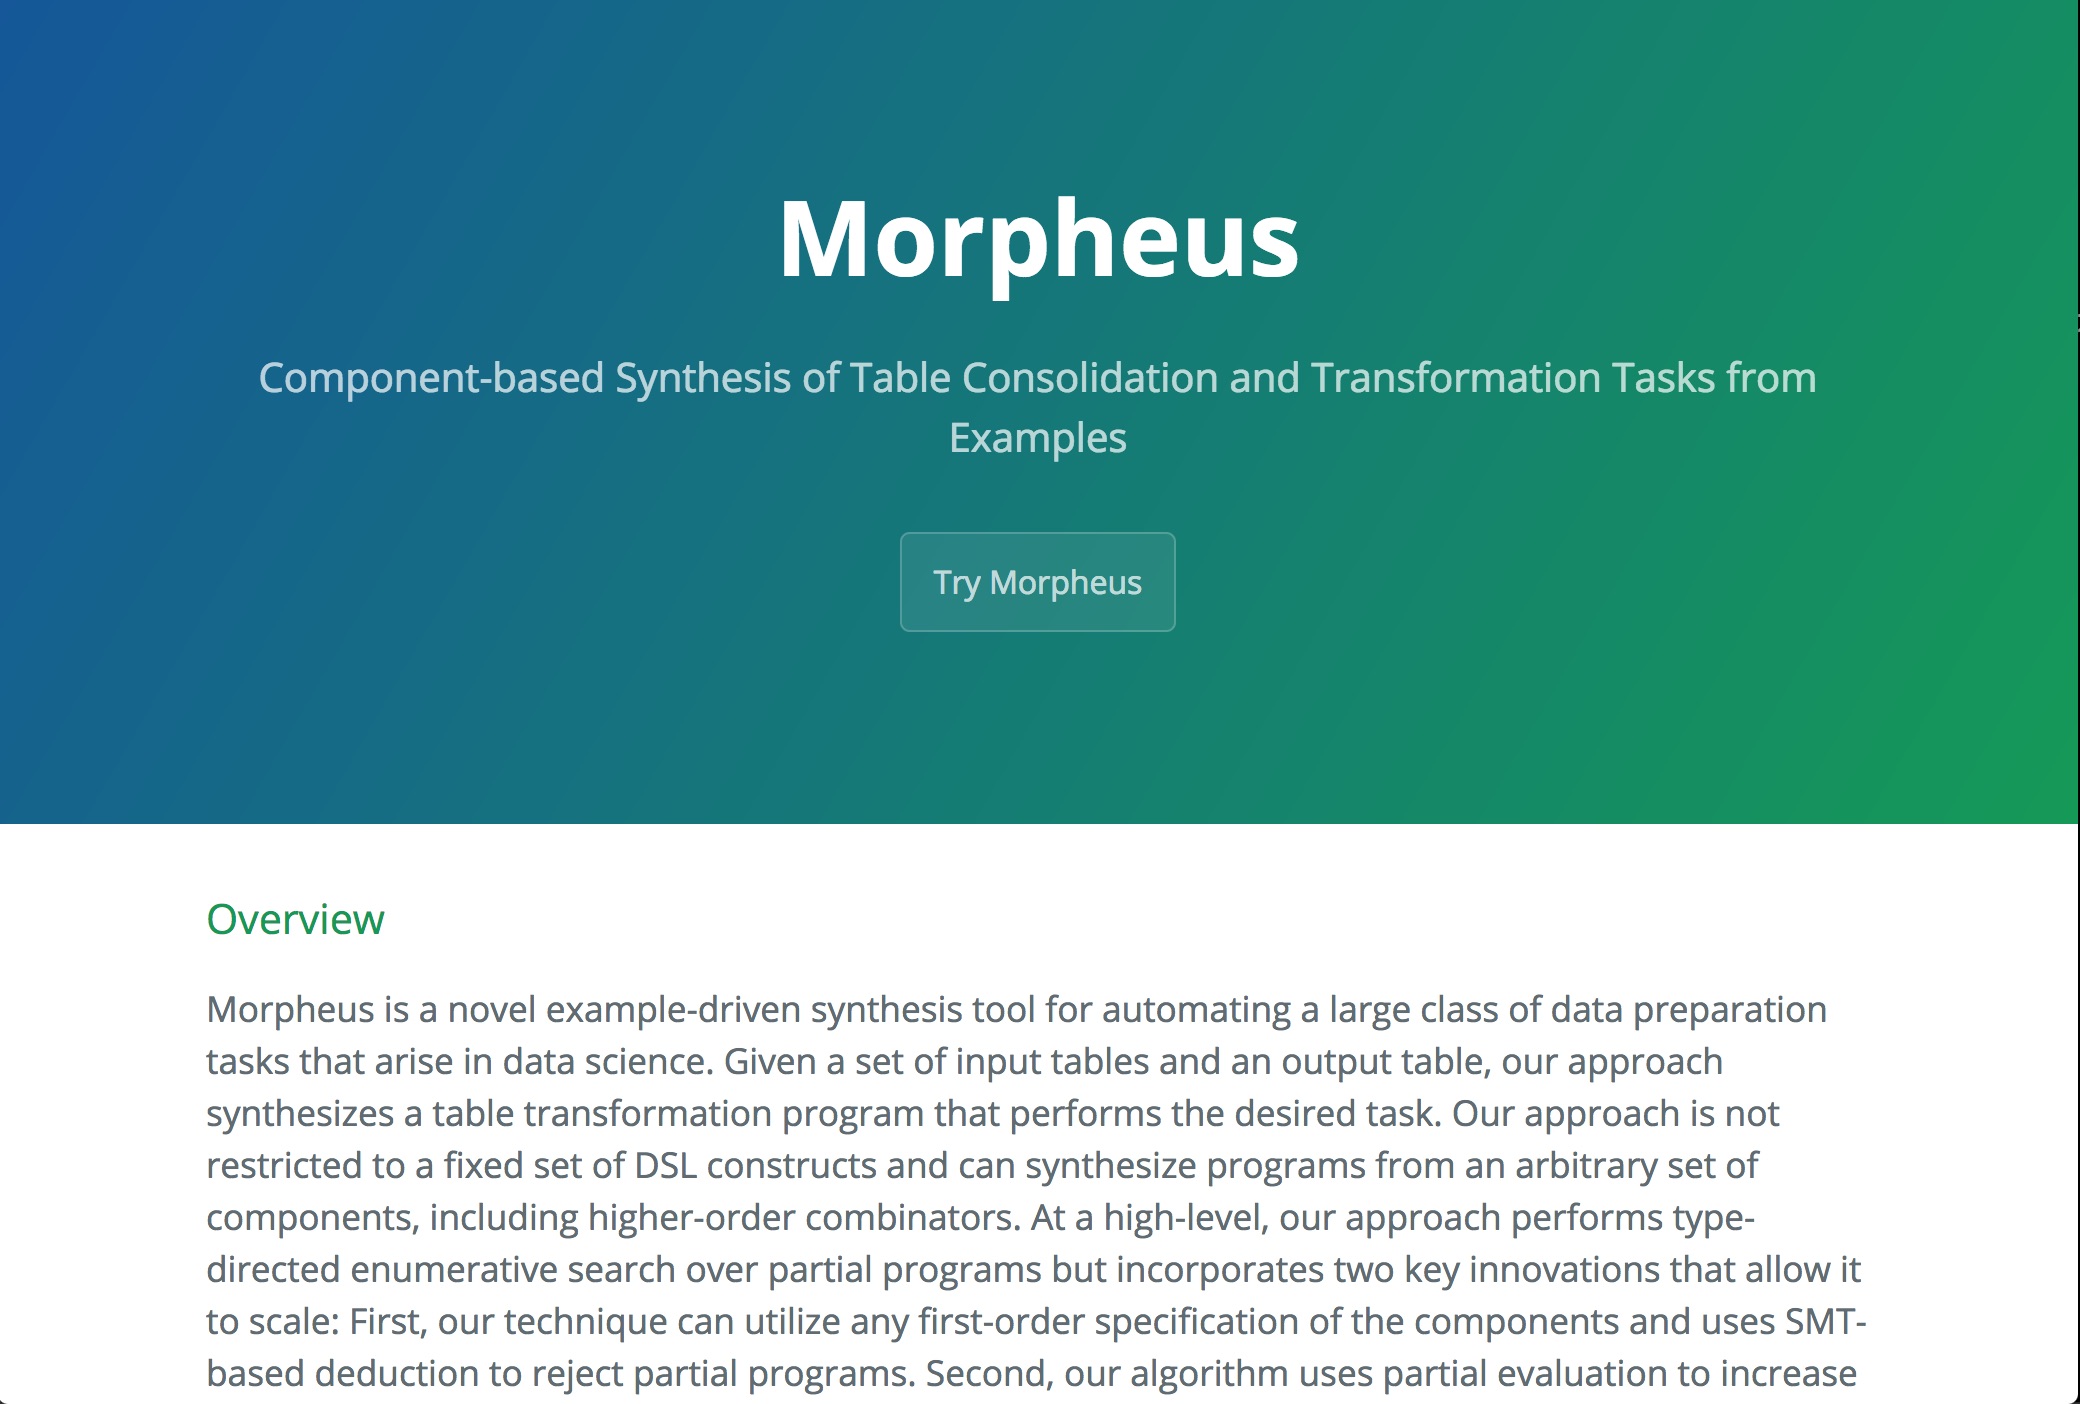 Morpheus
Component-based Synthesis of Table Consolidation and Transformation Tasks from
Examples
Try Morpheus
Overview
Morpheus is a novel example-driven synthesis tool for automating a large class of data preparation
tasks that arise in data science. Given a set of input tables and an output table, our approach
synthesizes a table transformation program that performs the desired task. Our approach is not
restricted to a fixed set of DSL constructs and can synthesize programs from an arbitrary set of
components, including higher-order combinators. At a high-level, our approach performs type-
directed enumerative search over partial programs but incorporates two key innovations that allow it
to scale: First, our technique can utilize any first-order specification of the components and uses SMT-
based deduction to reject partial programs. Second, our algorithm uses partial evaluation to increase